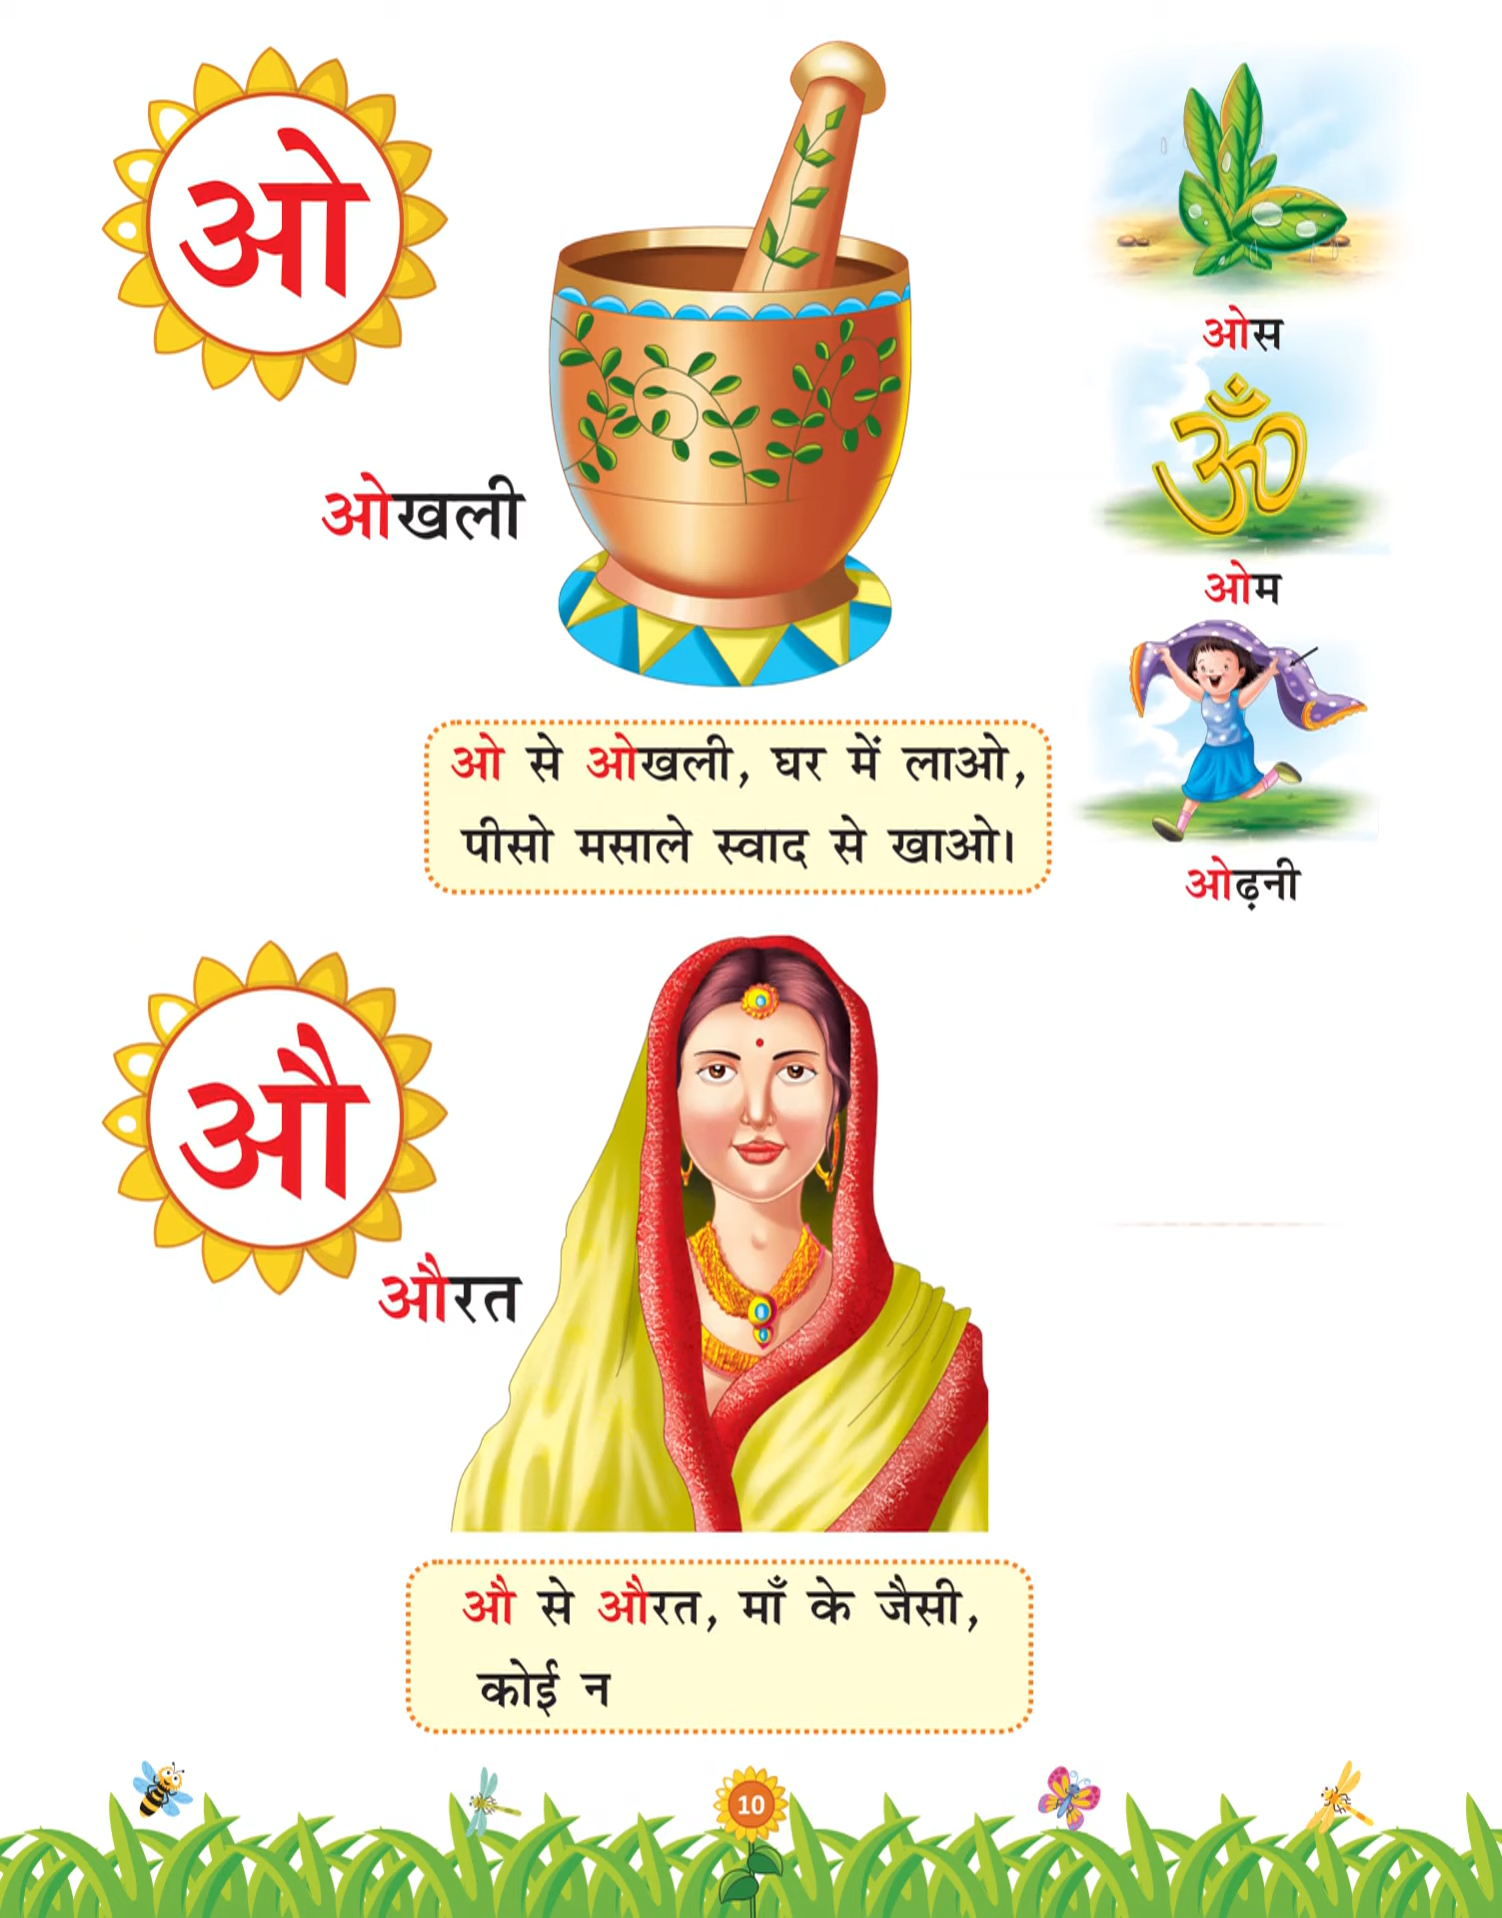 ओ
ओखली
ओस
ओम
ओढ़नी
ओ से ओखली, घर में लाओ,
पीसो मसाले स्वाद से खाओ।
औ
औरत
औ से औरत, माँ के जैसी,
कोई न
10